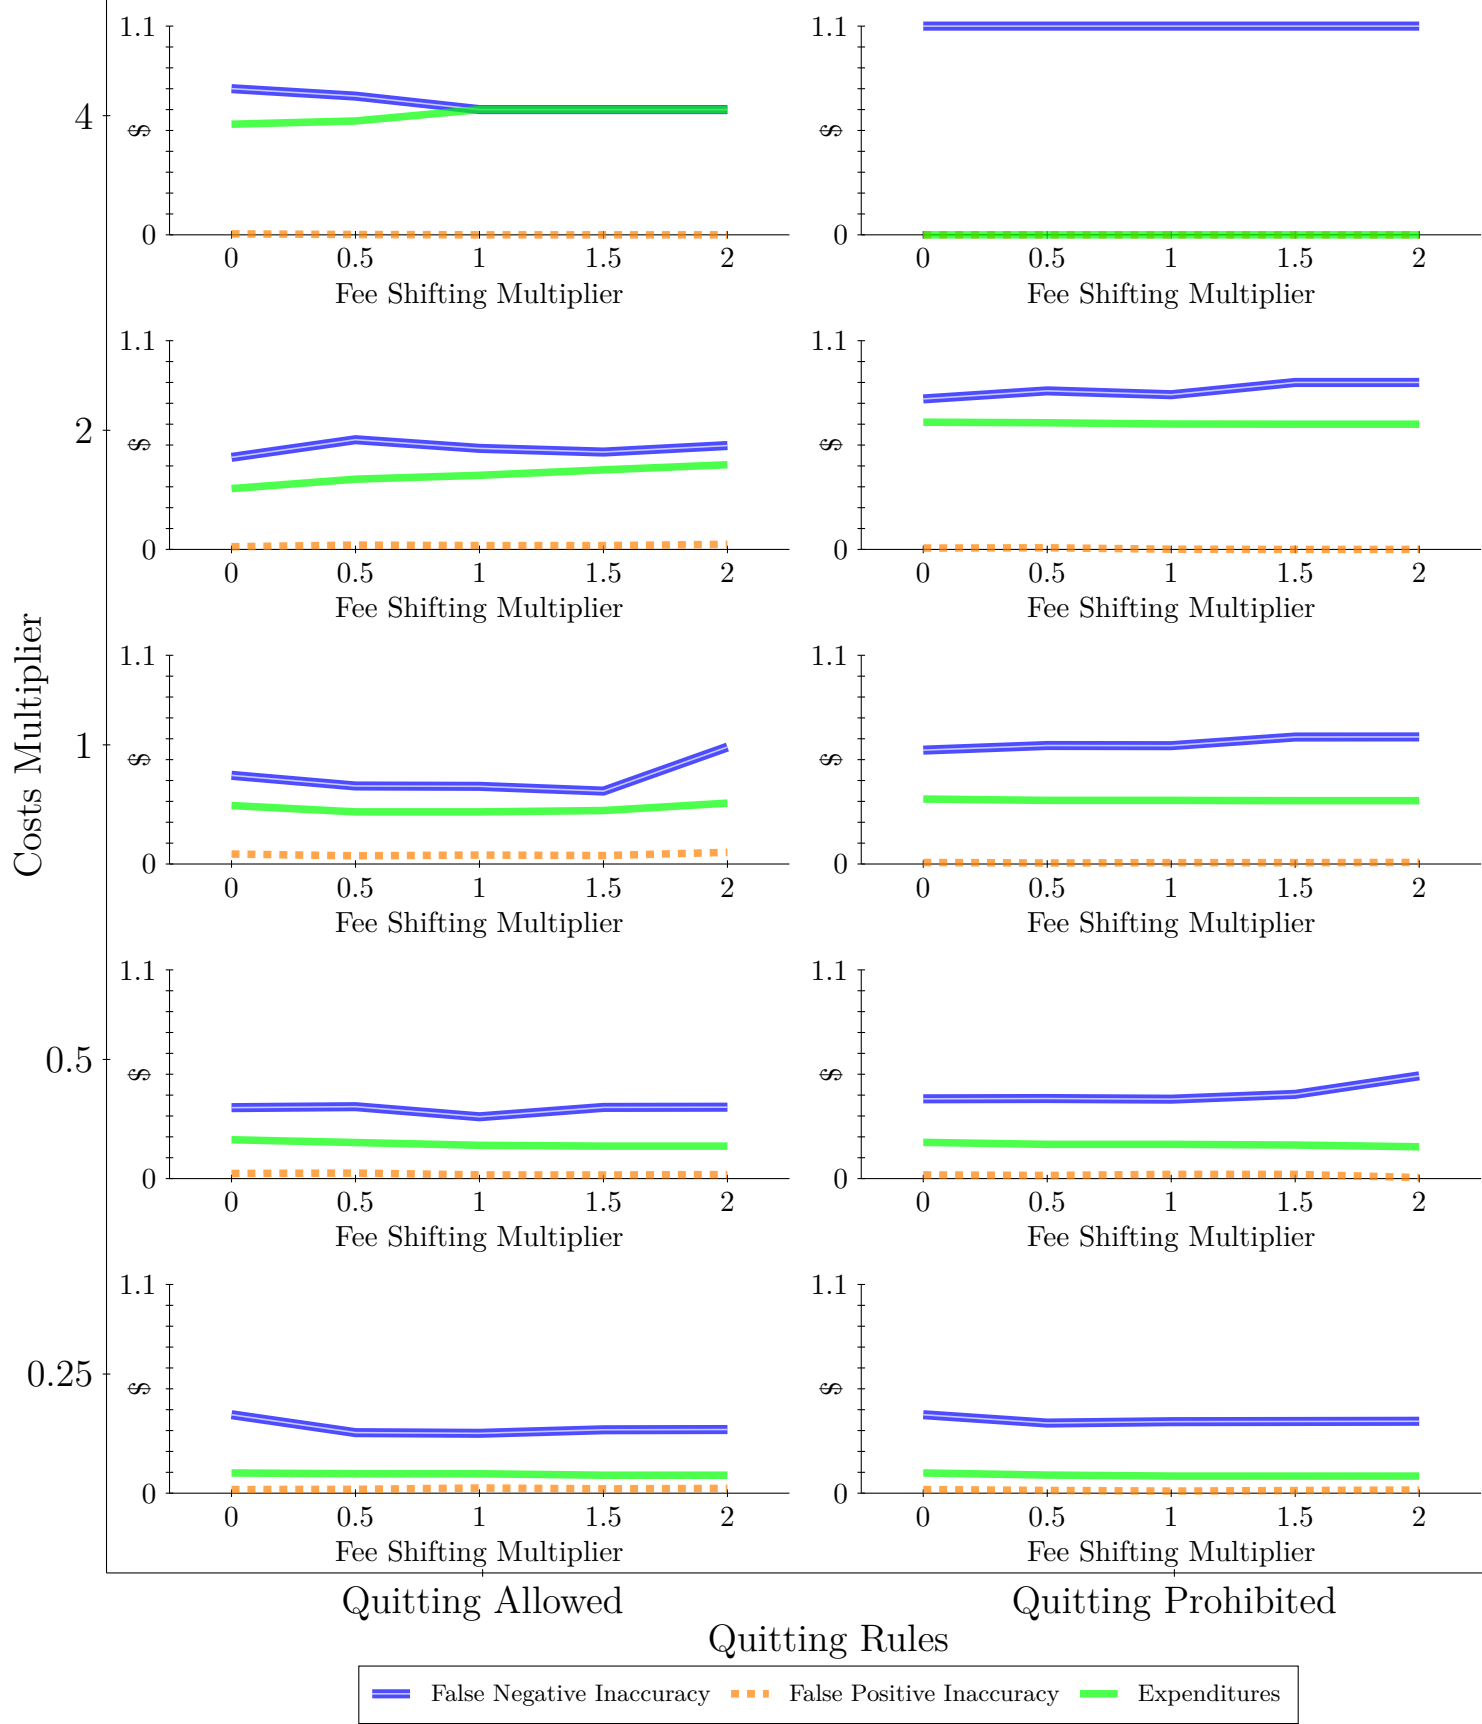 1.1
$
0
0 0.5 1 1.5 2
Fee Shifting Multiplier
1.1
$
0
0 0.5 1 1.5 2
Fee Shifting Multiplier
4
1.1
$
0
0 0.5 1 1.5 2
Fee Shifting Multiplier
1.1
$
0
0 0.5 1 1.5 2
Fee Shifting Multiplier
2
1.1
$
0
0 0.5 1 1.5 2
Fee Shifting Multiplier
1.1
$
0
0 0.5 1 1.5 2
Fee Shifting Multiplier
1
Costs Multiplier
1.1
$
0
0 0.5 1 1.5 2
Fee Shifting Multiplier
1.1
$
0
0 0.5 1 1.5 2
Fee Shifting Multiplier
0.5
1.1
$
0
0 0.5 1 1.5 2
Fee Shifting Multiplier
1.1
$
0
0 0.5 1 1.5 2
Fee Shifting Multiplier
0.25
Quitting Allowed
Quitting Prohibited
Quitting Rules
False Negative Inaccuracy False Positive Inaccuracy Expenditures